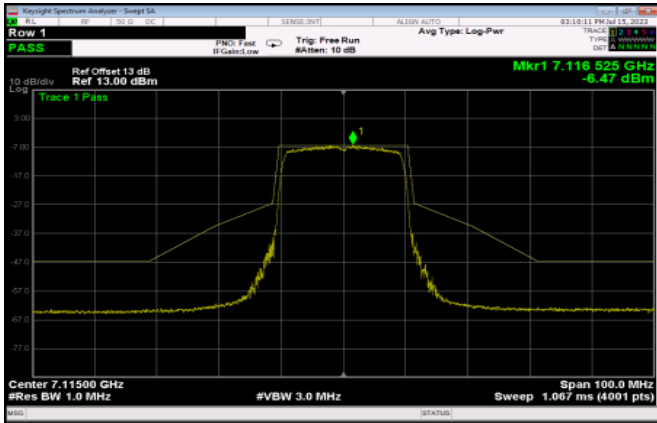 Keysight Spectrum Analyzer - Swept SA
RL RF 50 Ω DC SENSE:INT ALIGN AUTO 03:10:11 PM Jul 15, 2023
Row 1 Avg Type: Log-Pwr TRACE 1 2 3 4 5 6
PASS PNO: Fast Trig: Free Run TYPE A WWWWW
IFGain:Low #Atten: 10 dB DET A N N N N N
Mkr1 7.116 525 GHz
Ref Offset 13 dB
10 dB/div Ref 13.00 dBm -6.47 dBm
Log
Trace 1 Pass
3.00
1
-7.00
-17.0
-27.0
-37.0
-47.0
-57.0
-67.0
-77.0
Center 7.11500 GHz Span 100.0 MHz
#Res BW 1.0 MHz #VBW 3.0 MHz Sweep 1.067 ms (4001 pts)
MSG STATUS